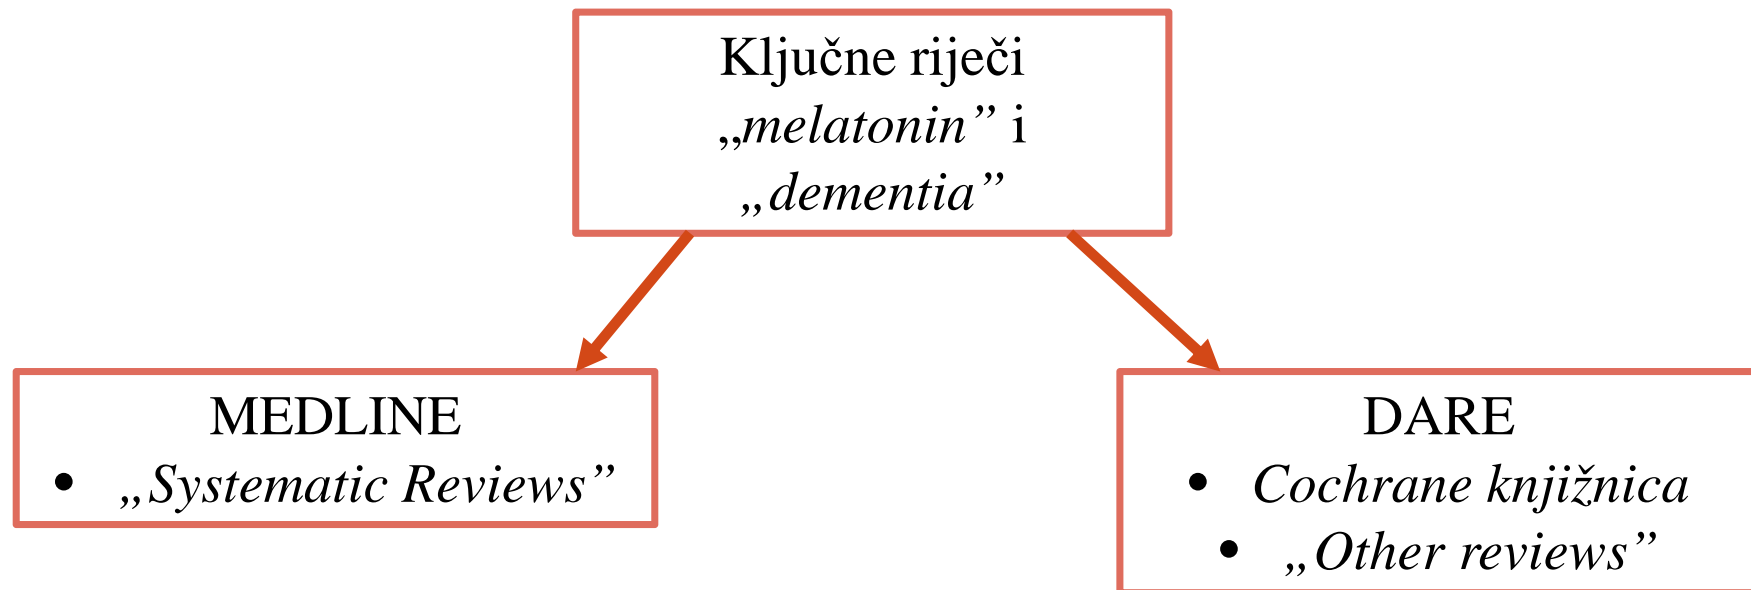 Ključne riječi
„melatonin” i
„dementia”
MEDLINE
• „Systematic Reviews”
DARE
• Cochrane knjižnica
• „Other reviews”